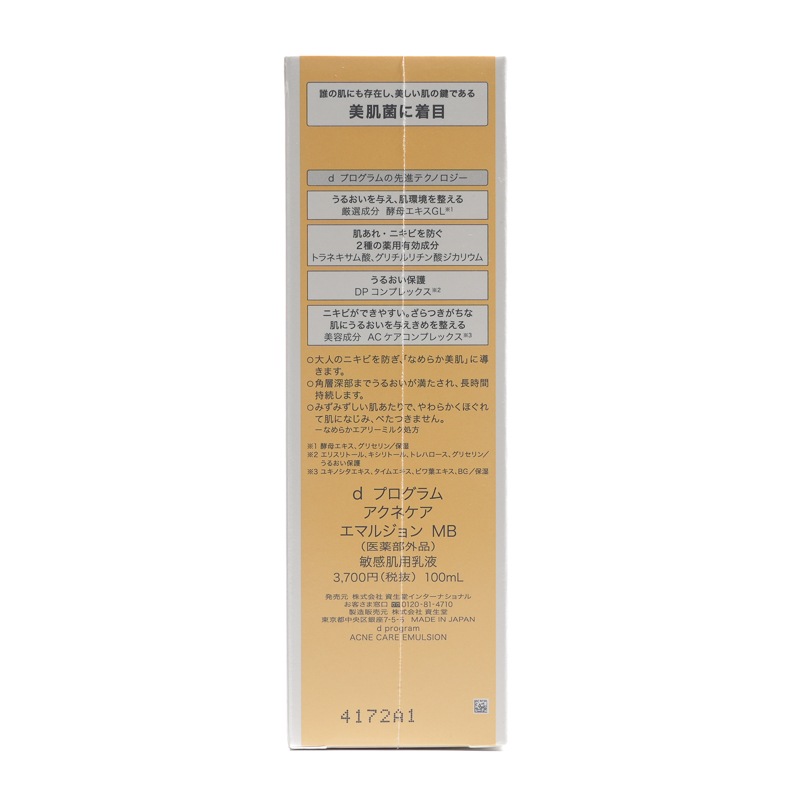 誰の肌にも存在し、美しい肌の鍵である
美肌菌に着目
d プログラムの先進テクノロジー
うるおいを与え、肌環境を整える
厳選成分 酵母エキスGL※1
肌あれ・ニキビを防ぐ
2種の薬用有効成分
トラネキサム酸、グリチルリチン酸ジカリウム
うるおい保護
DP コンプレックス※2
ニキビができやすい。ざらつきがちな
肌にうるおいを与えきめを整える
美容成分 AC ケアコンプレックス※3
○大人のニキビを防ぎ、「なめらか美肌」に導
きます。
○角層深部までうるおいが満たされ、長時間
持続します。
○みずみずしい肌あたりで、やわらかくほぐれ
て肌になじみ、べたつきません。
ーなめらかエアリーミルク処方
※1 酵母エキス、グリセリン/保湿
※2 エリスリトール、キシリトール、トレハロース、グリセリン/
うるおい保護
※3 ユキノシタエキス、タイムエキス、ビワ葉エキス、BG/保湿
d プログラム
アクネケア
エマルジョン MB
(医薬部外品)
敏感肌用乳液
3,700円(税抜) 100mL
発売元 株式会社 資生堂インターナショナル
お客さま窓口 0120-81-4710
製造販売元 株式会社 資生堂
東京都中央区銀座7-5-5 MADE IN JAPAN
d program
ACNE CARE EMULSION
4172A1